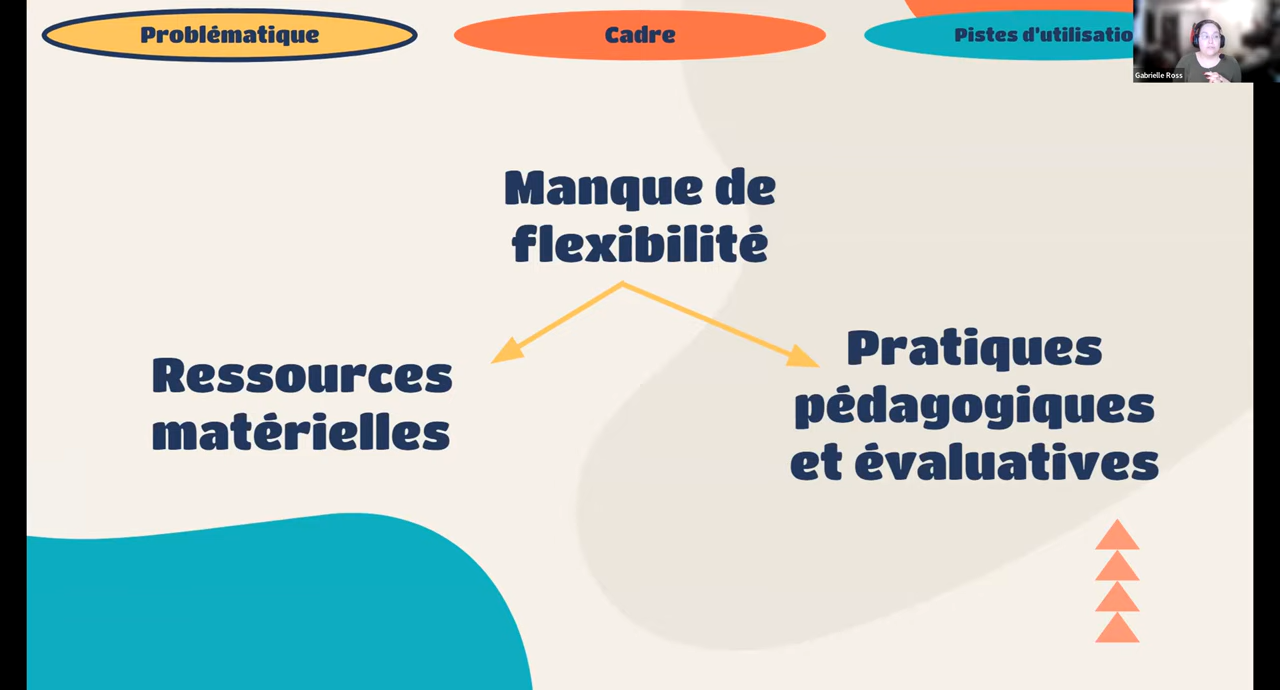 Problématique
Cadre
Pistes d'utilisatio
Gabrielle Ross
Manque de
flexibilité
Ressources
matérielles
Pratiques
pédagogiques
et évaluatives